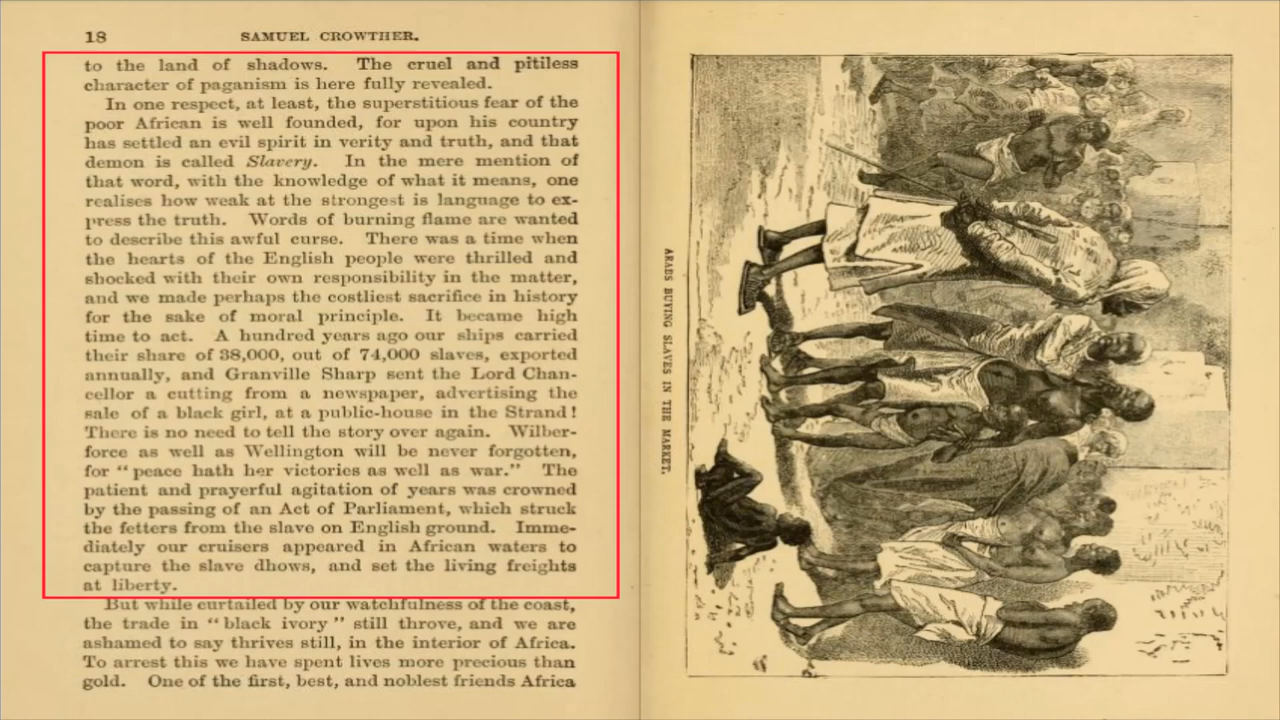 18
SAMUEL CROWTHER.
to the land of shadows. The cruel and pitiless
character of paganism is here fully revealed.
In one respect, at least, the superstitious fear of the
poor African is well founded, for upon his country
has settled an evil spirit in verity and truth, and that
demon is called Slavery. In the mere mention of
that word, with the knowledge of what it means, one
realises how weak at the strongest is language to ex-
press the truth. Words of burning flame are wanted
to describe this awful curse. There was a time when
the hearts of the English people were thrilled and
shocked with their own responsibility in the matter,
and we made perhaps the costliest sacrifice in history
for the sake of moral principle. It became high
time to act. A hundred years ago our ships carried
their share of 38,000, out of 74,000 slaves, exported
annually, and Granville Sharp sent the Lord Chan-
cellor a cutting from a newspaper, advertising the
sale of a black girl, at a public-house in the Strand!
There is no need to tell the story over again. Wilber-
force as well as Wellington will be never forgotten,
for "peace hath her victories as well as war." The
patient and prayerful agitation of years was crowned
by the passing of an Act of Parliament, which struck
the fetters from the slave on English ground. Imme-
diately our cruisers appeared in African waters to
capture the slave dhows, and set the living freights
at liberty.
But while curtailed by our watchfulness of the coast,
the trade in "black ivory" still throve, and we are
ashamed to say thrives still, in the interior of Africa.
To arrest this we have spent lives more precious than
gold. One of the first, best, and noblest friends Africa
ARABS BUYING SLAVES IN THE MARKET.